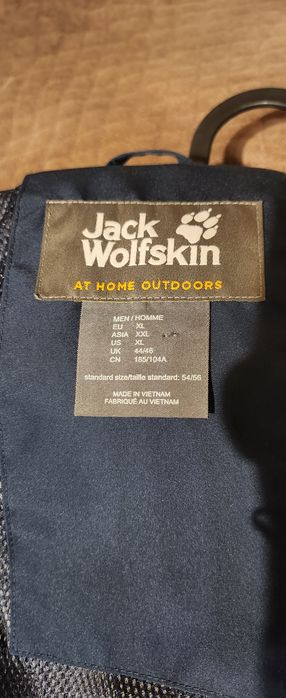 Jack
Wolfskin
AT HOME OUTDOORS
MEN / HOMME
EU XL
ASIA XXL
US XL
UK 44/46
CN 185/104A
standard size/taille standard: 54/56
MADE IN VIETNAM
FABRIQUÉ AU VIETNAM